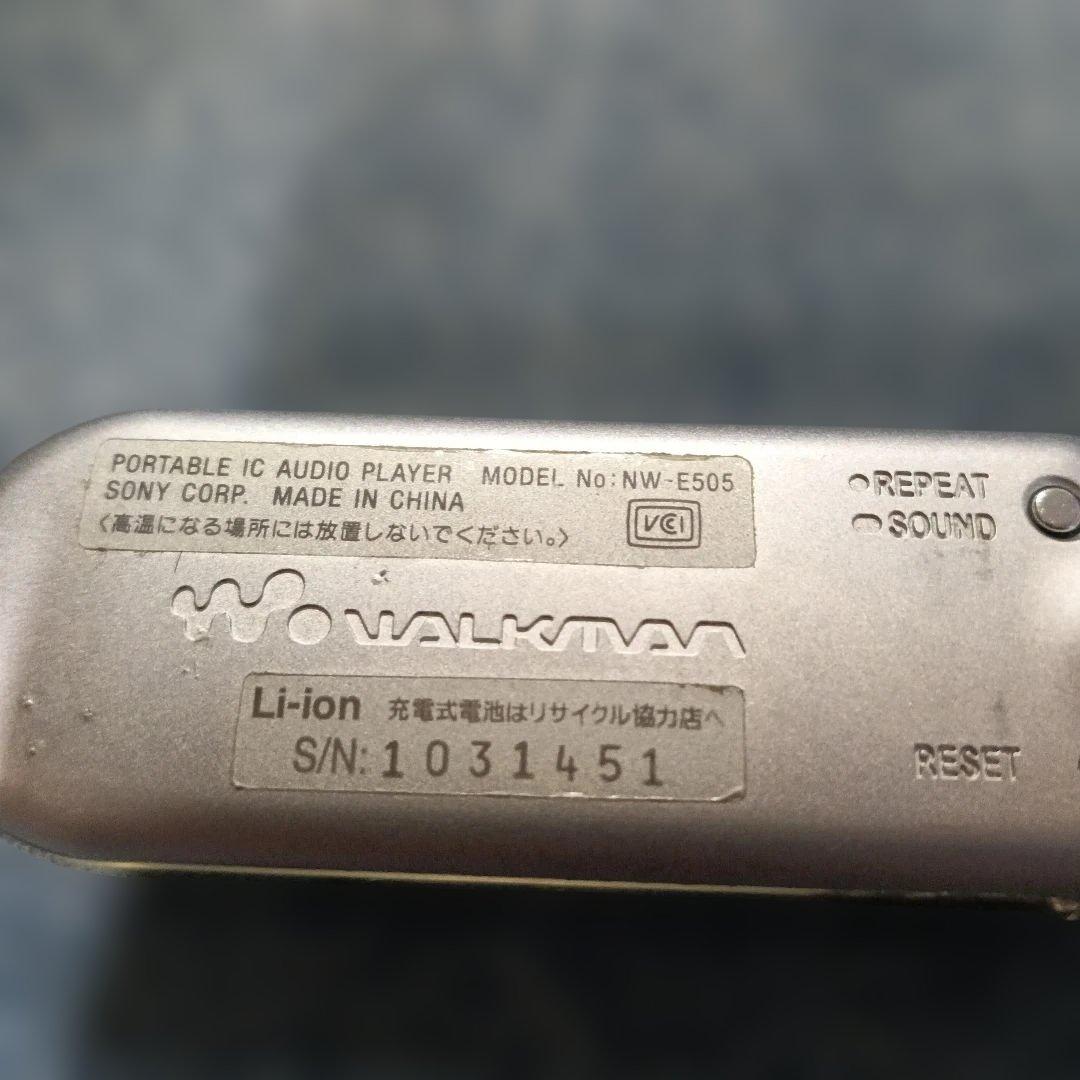 PORTABLE IC AUDIO PLAYER MODEL No:NW-E505
SONY CORP. MADE IN CHINA
<高温になる場所には放置しないでください。>
VCCI
WALKMAN
Li-ion 充電式電池はリサイクル協力店へ
S/N:1031451
REPEAT
SOUND
RESET